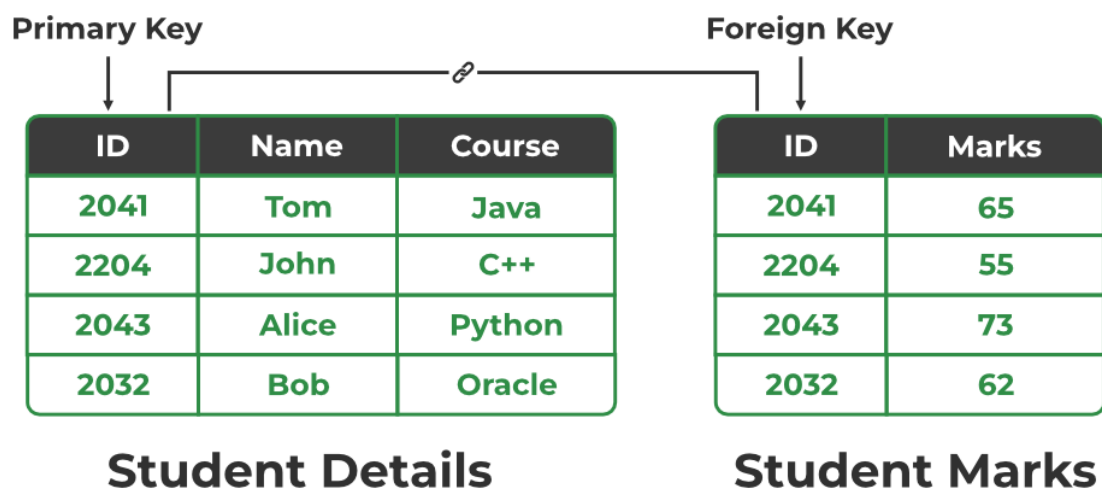 Primary Key Foreign Key
ID Name Course ID Marks
2041 Tom Java 2041 65
2204 John C++ 2204 55
2043 Alice Python 2043 73
2032 Bob Oracle 2032 62
Student Details Student Marks